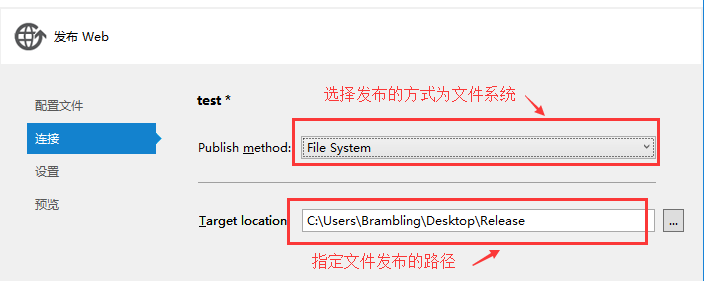 发布 Web
选择发布的方式为文件系统
配置文件
test *
连接
Publish method:
File System
设置
预览
Target location
C:\Users\Brambling\Desktop\Release
...
指定文件发布的路径